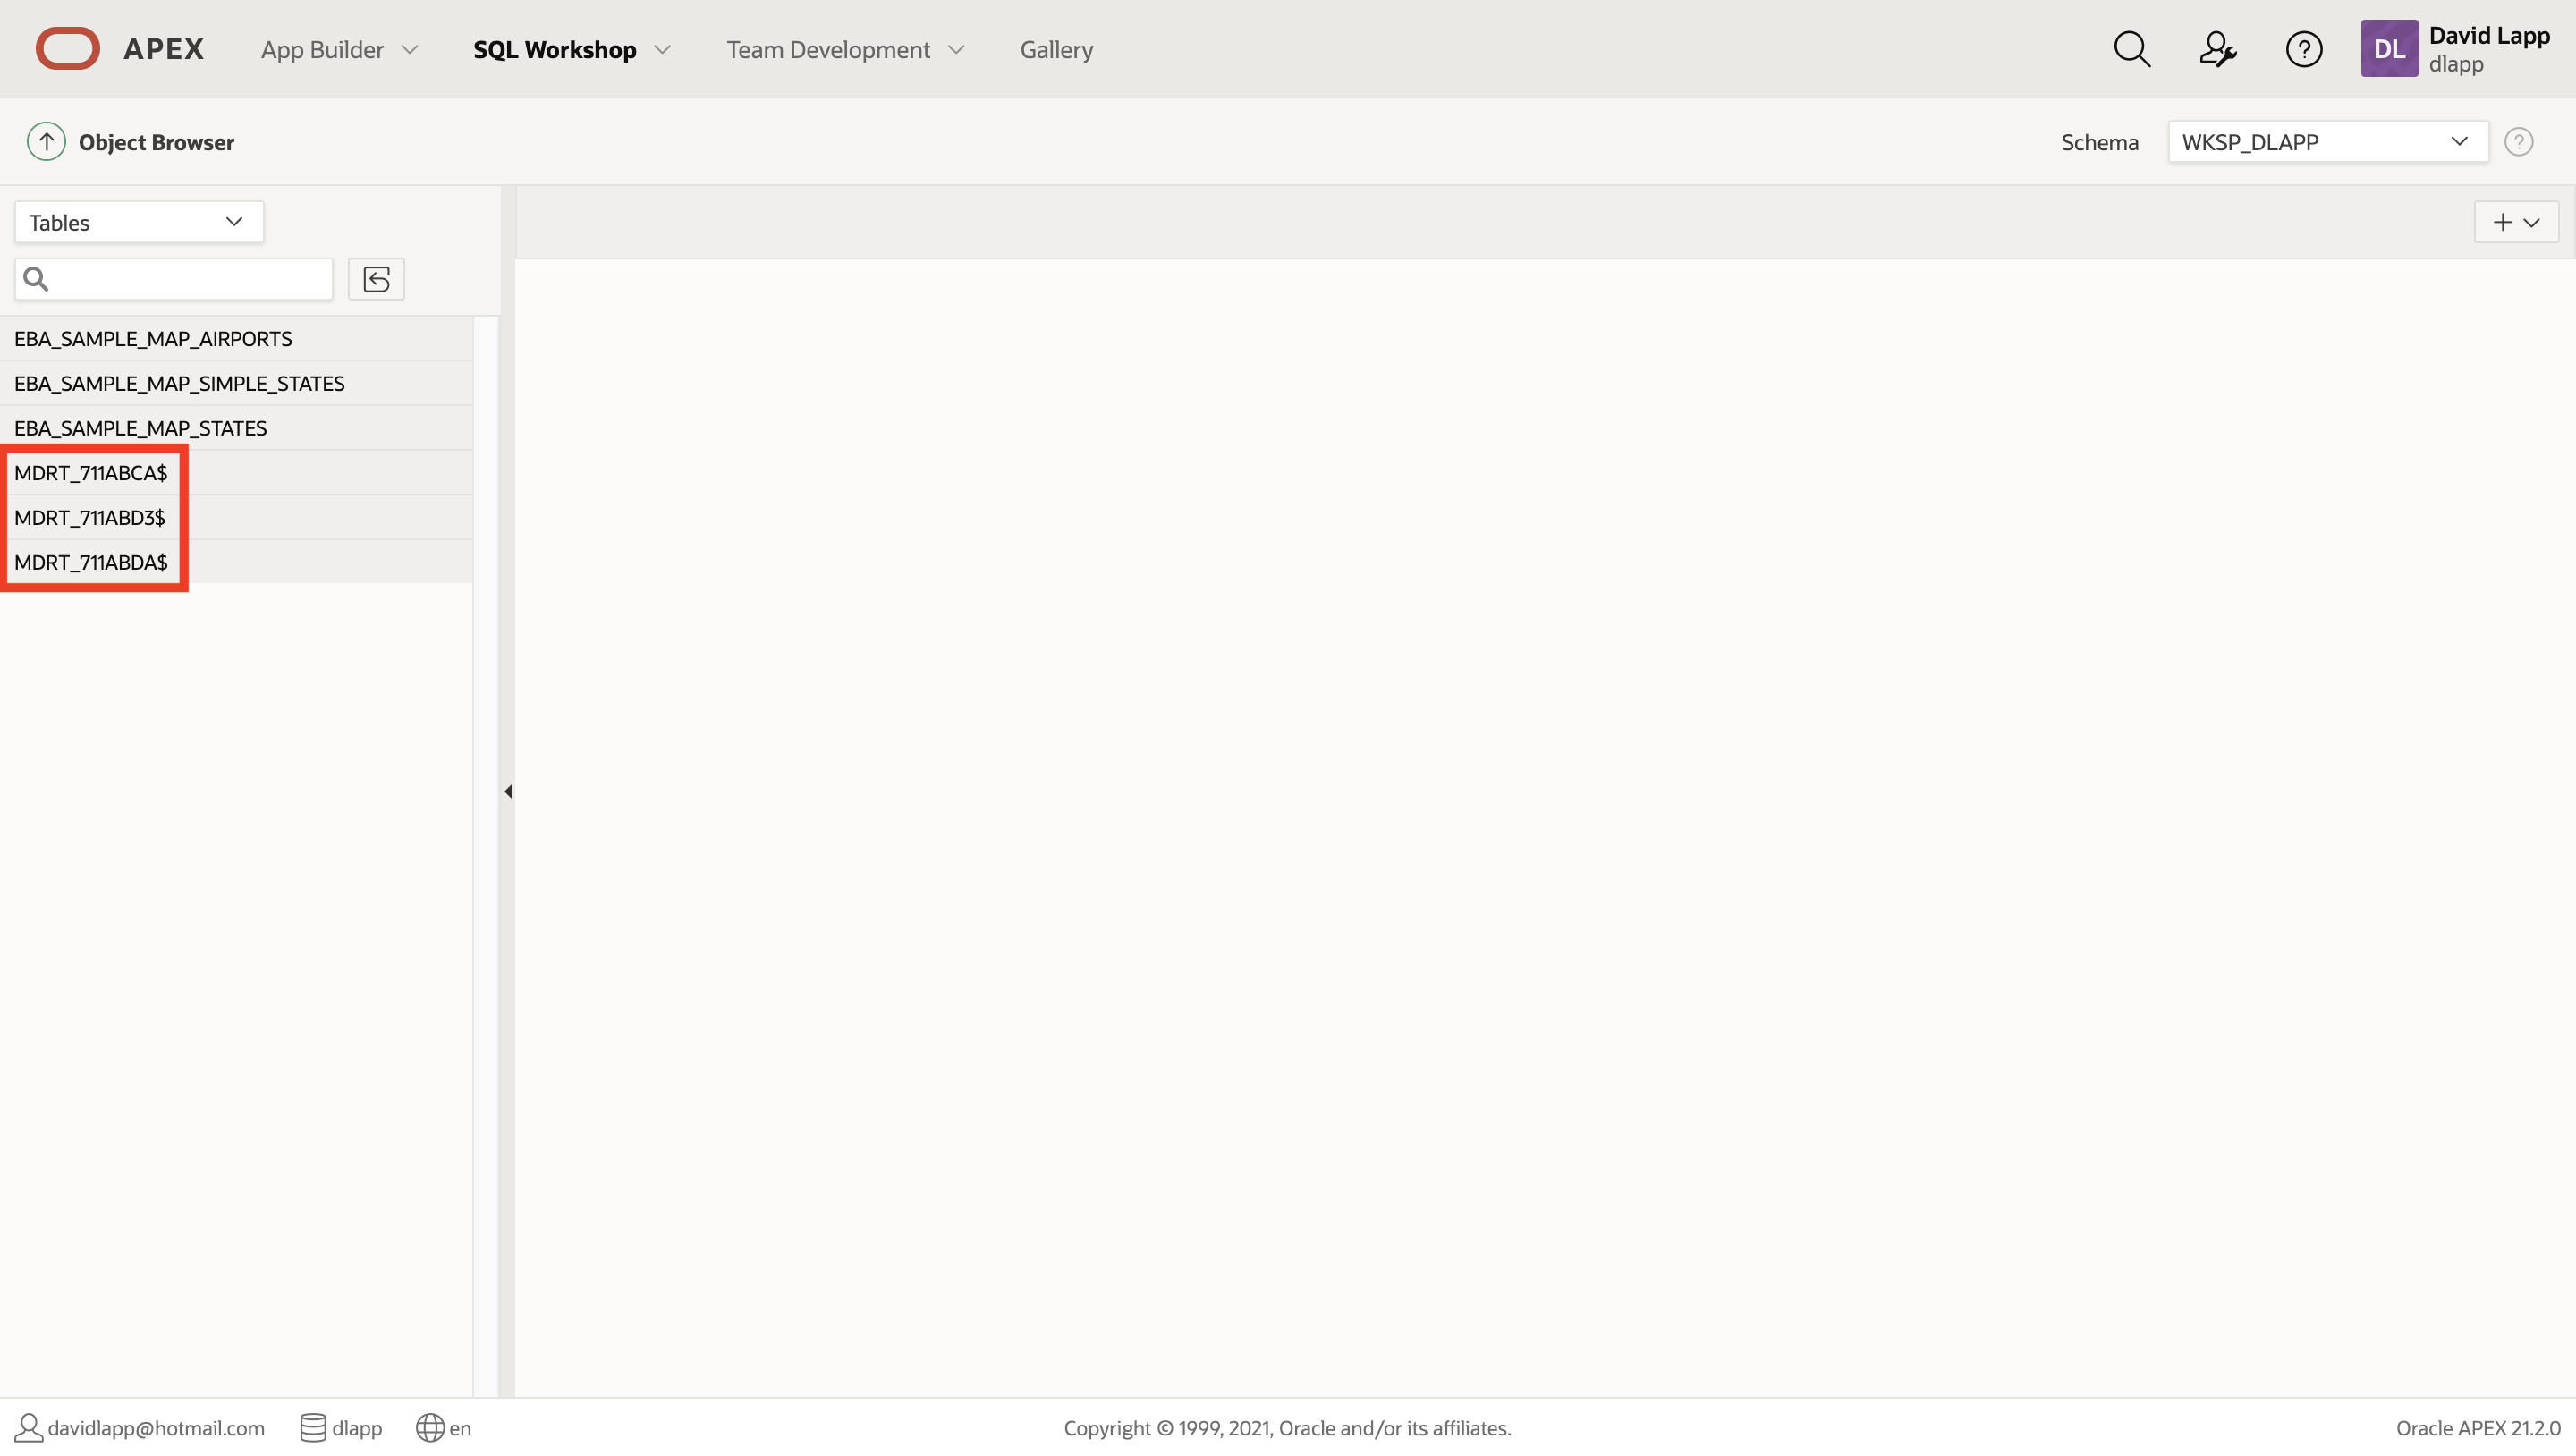 APEX App Builder SQL Workshop Team Development Gallery ? DL David Lapp
dlapp
Object Browser Schema WKSP_DLAPP ?
Tables
EBA_SAMPLE_MAP_AIRPORTS
EBA_SAMPLE_MAP_SIMPLE_STATES
EBA_SAMPLE_MAP_STATES
MDRT_711ABCA$
MDRT_711ABD3$
MDRT_711ABDA$
davidlapp@hotmail.com dlapp en Copyright © 1999, 2021, Oracle and/or its affiliates. Oracle APEX 21.2.0